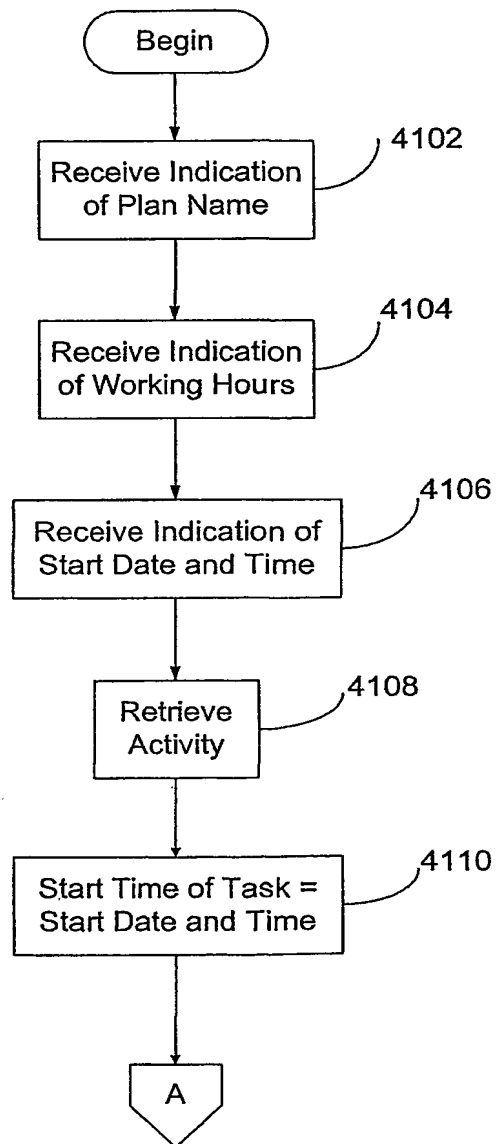 Begin
Receive Indication
of Plan Name
4102
Receive Indication
of Working Hours
4104
Receive Indication of
Start Date and Time
4106
Retrieve
Activity
4108
Start Time of Task =
Start Date and Time
4110
A